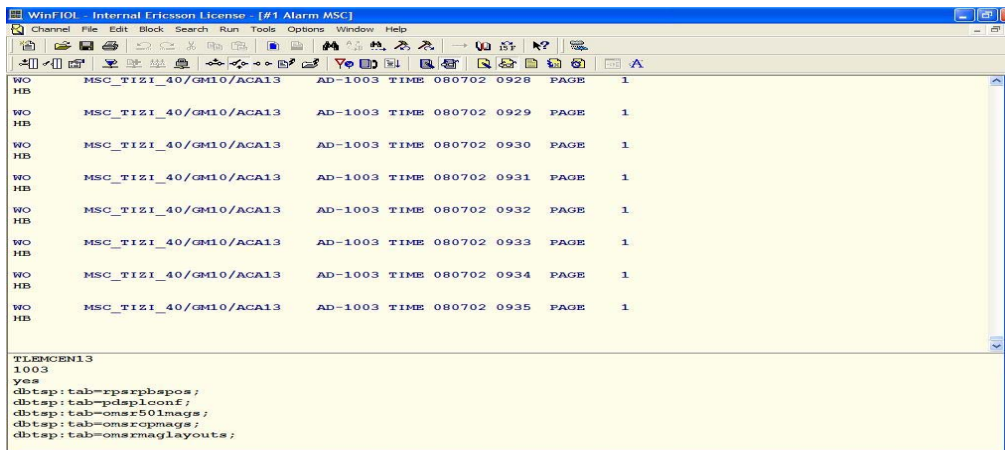 WinFIOL - Internal Ericsson License - [#1 Alarm MSC]
Channel File Edit Block Search Run Tools Options Window Help
WO MSC_TIZI_40/GM10/ACA13 AD-1003 TIME 080702 0928 PAGE 1
HB
WO MSC_TIZI_40/GM10/ACA13 AD-1003 TIME 080702 0929 PAGE 1
HB
WO MSC_TIZI_40/GM10/ACA13 AD-1003 TIME 080702 0930 PAGE 1
HB
WO MSC_TIZI_40/GM10/ACA13 AD-1003 TIME 080702 0931 PAGE 1
HB
WO MSC_TIZI_40/GM10/ACA13 AD-1003 TIME 080702 0932 PAGE 1
HB
WO MSC_TIZI_40/GM10/ACA13 AD-1003 TIME 080702 0933 PAGE 1
HB
WO MSC_TIZI_40/GM10/ACA13 AD-1003 TIME 080702 0934 PAGE 1
HB
WO MSC_TIZI_40/GM10/ACA13 AD-1003 TIME 080702 0935 PAGE 1
HB
TLEMCEN13
1003
yes
dbtsp:tab=rpsrpbspos;
dbtsp:tab=pdsplconf;
dbtsp:tab=omsr501mags;
dbtsp:tab=omsrcpmags;
dbtsp:tab=omsrmaglayouts;